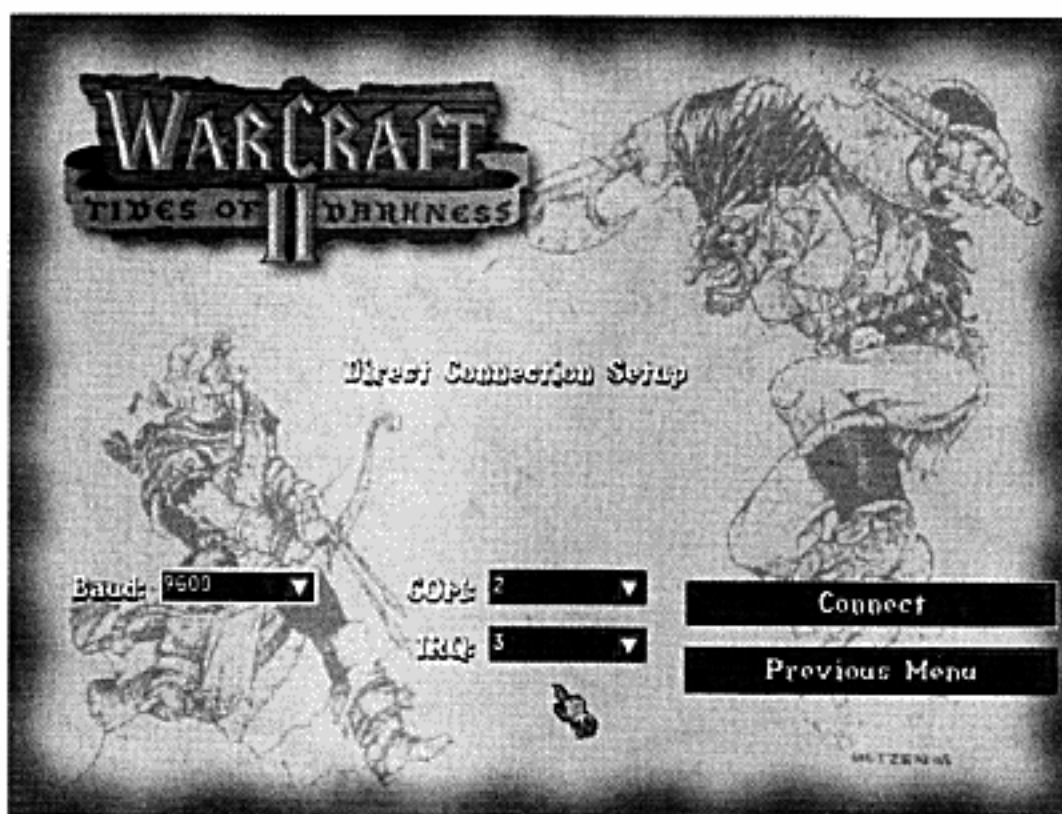 WARCRAFT
II
TIDES OF DARKNESS
Direct Connection Setup
Baud: 9600
COM: 2
Connect
IRQ: 3
Previous Menu